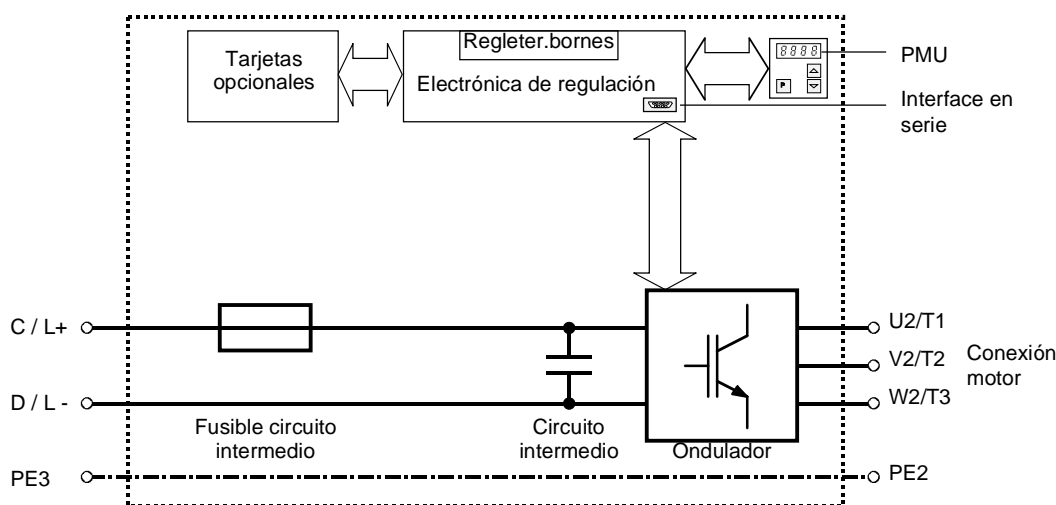 Tarjetas
opcionales
Regleter.bornes
Electrónica de regulación
8888
P
PMU
Interface en
serie
C / L+
D / L -
PE3
Fusible circuito
intermedio
Circuito
intermedio
Ondulador
U2/T1
V2/T2
W2/T3
Conexión
motor
PE2